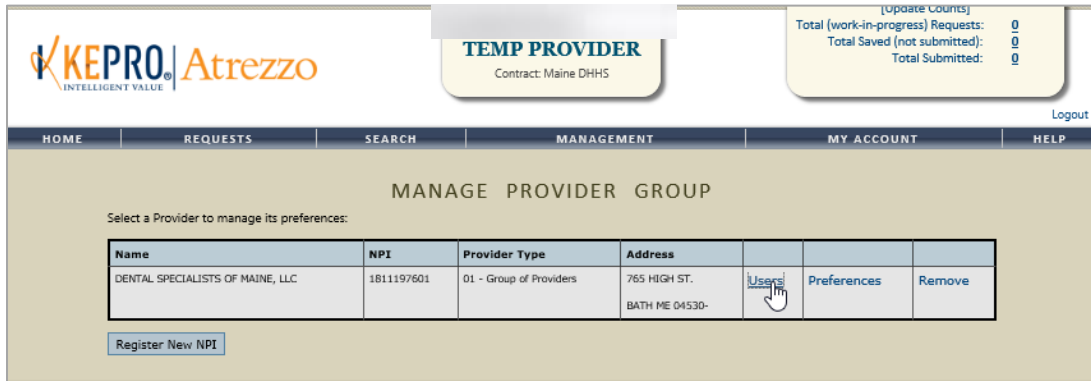 [Update Counts]
Total (work-in-progress) Requests: 0
Total Saved (not submitted): 0
Total Submitted: 0
KEPRO® Atrezzo
INTELLIGENT VALUE
TEMP PROVIDER
Contract: Maine DHHS
Logout
HOME REQUESTS SEARCH MANAGEMENT MY ACCOUNT HELP
MANAGE PROVIDER GROUP
Select a Provider to manage its preferences:
Name NPI Provider Type Address
DENTAL SPECIALISTS OF MAINE, LLC 1811197601 01 - Group of Providers 765 HIGH ST. Users Preferences Remove
BATH ME 04530-
Register New NPI